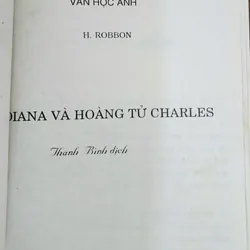 VĂN HỌC ANH
H. ROBBON
DIANA VÀ HOÀNG TỬ CHARLES
Thanh Bình dịch